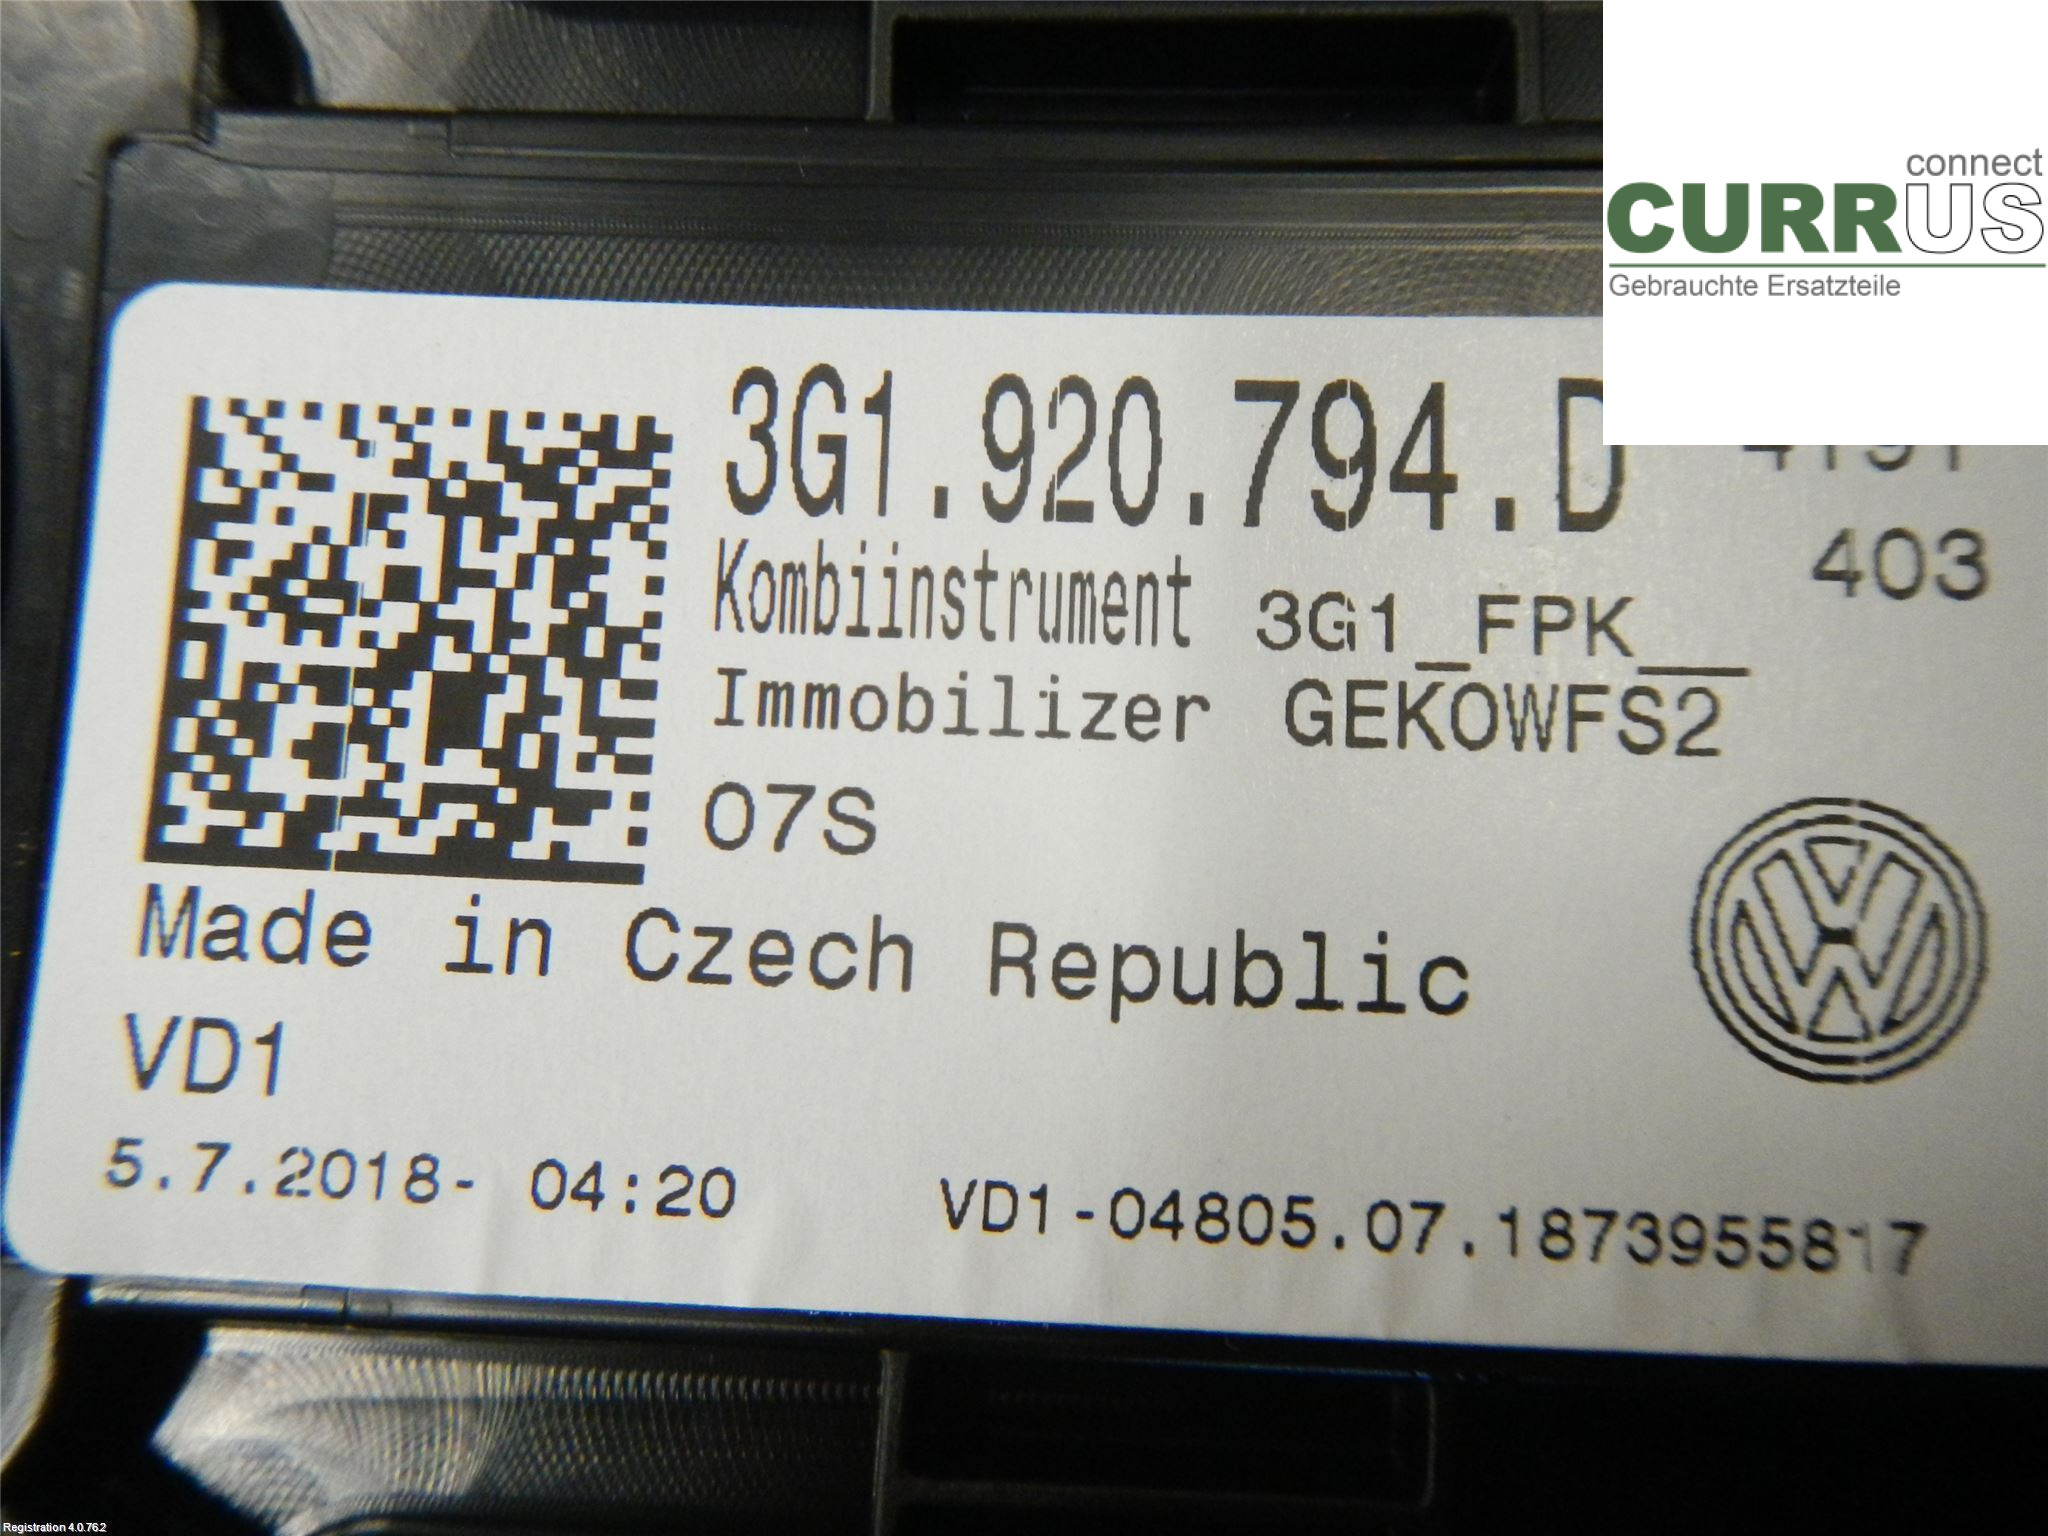 connect
CURRUS
Gebrauchte Ersatzteile
3G1.920.794.D
403
Kombiinstrument 3G1_FPK__
Immobilizer GEKOWFS2
07S
Made in Czech Republic
VD1
5.7.2018- 04:20 VD1-04805.07.1873955817
Registration 4.0.762